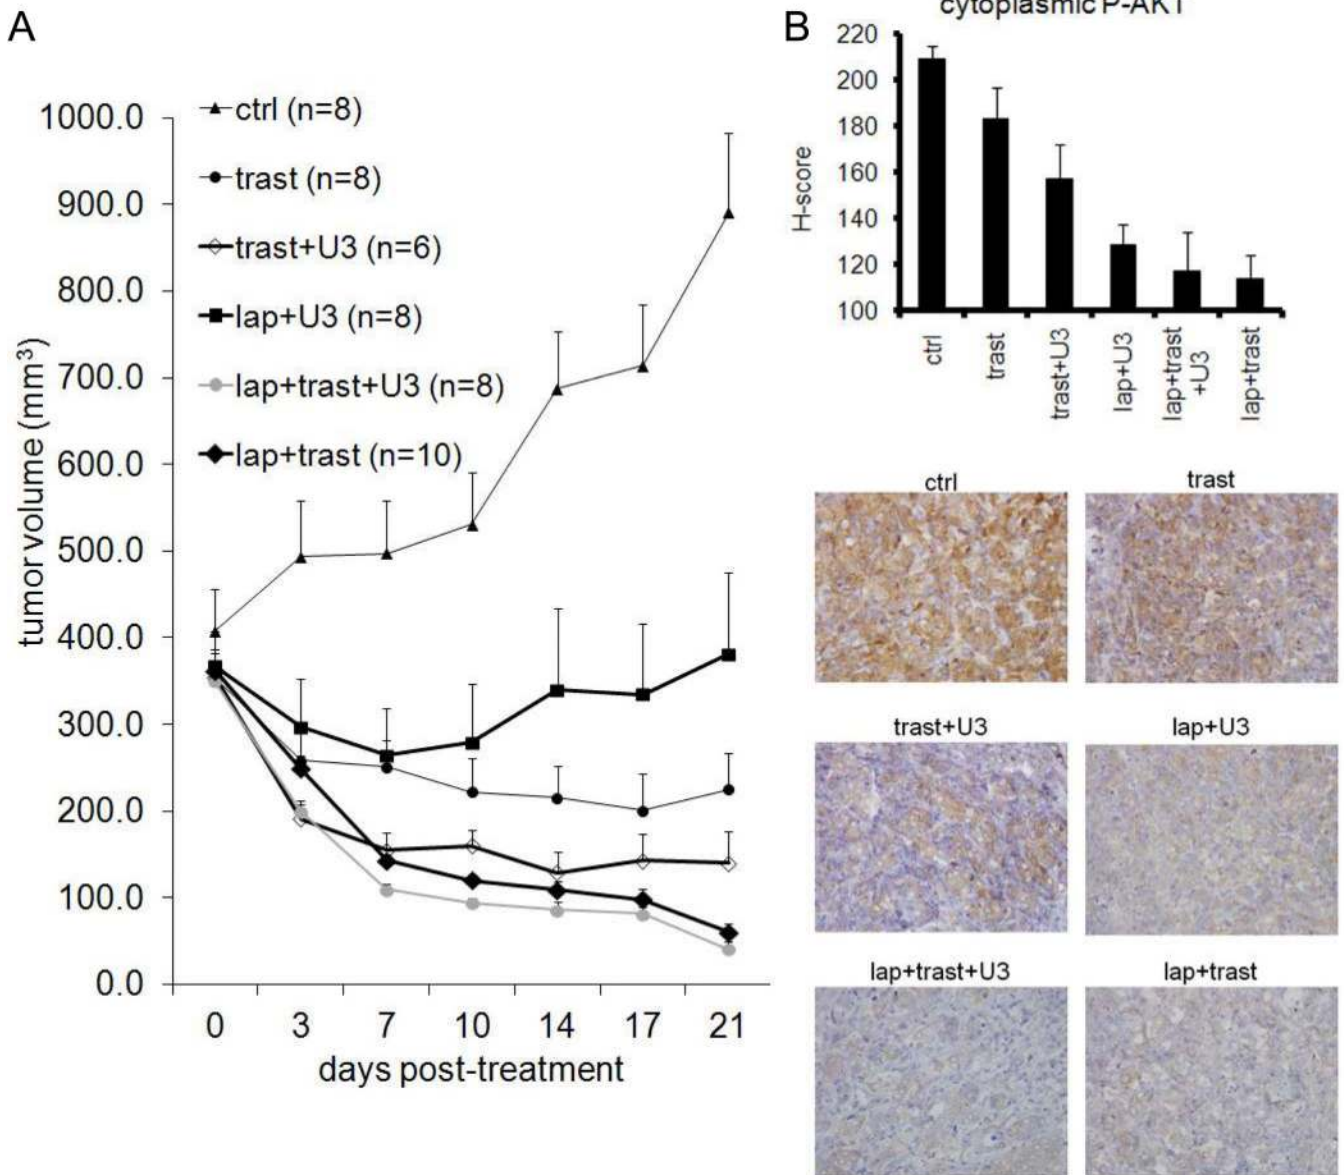 A
1000.0
900.0
800.0
700.0
600.0
500.0
400.0
300.0
200.0
100.0
0.0
tumor volume (mm³)
ctrl (n=8)
trast (n=8)
trast+U3 (n=6)
lap+U3 (n=8)
lap+trast+U3 (n=8)
lap+trast (n=10)
0 3 7 10 14 17 21
days post-treatment
B
cytoplasmic P-AKT
220
200
180
160
140
120
100
H-score
ctrl
trast
trast+U3
lap+U3
lap+trast
+U3
lap+trast
ctrl
trast
trast+U3
lap+U3
lap+trast+U3
lap+trast